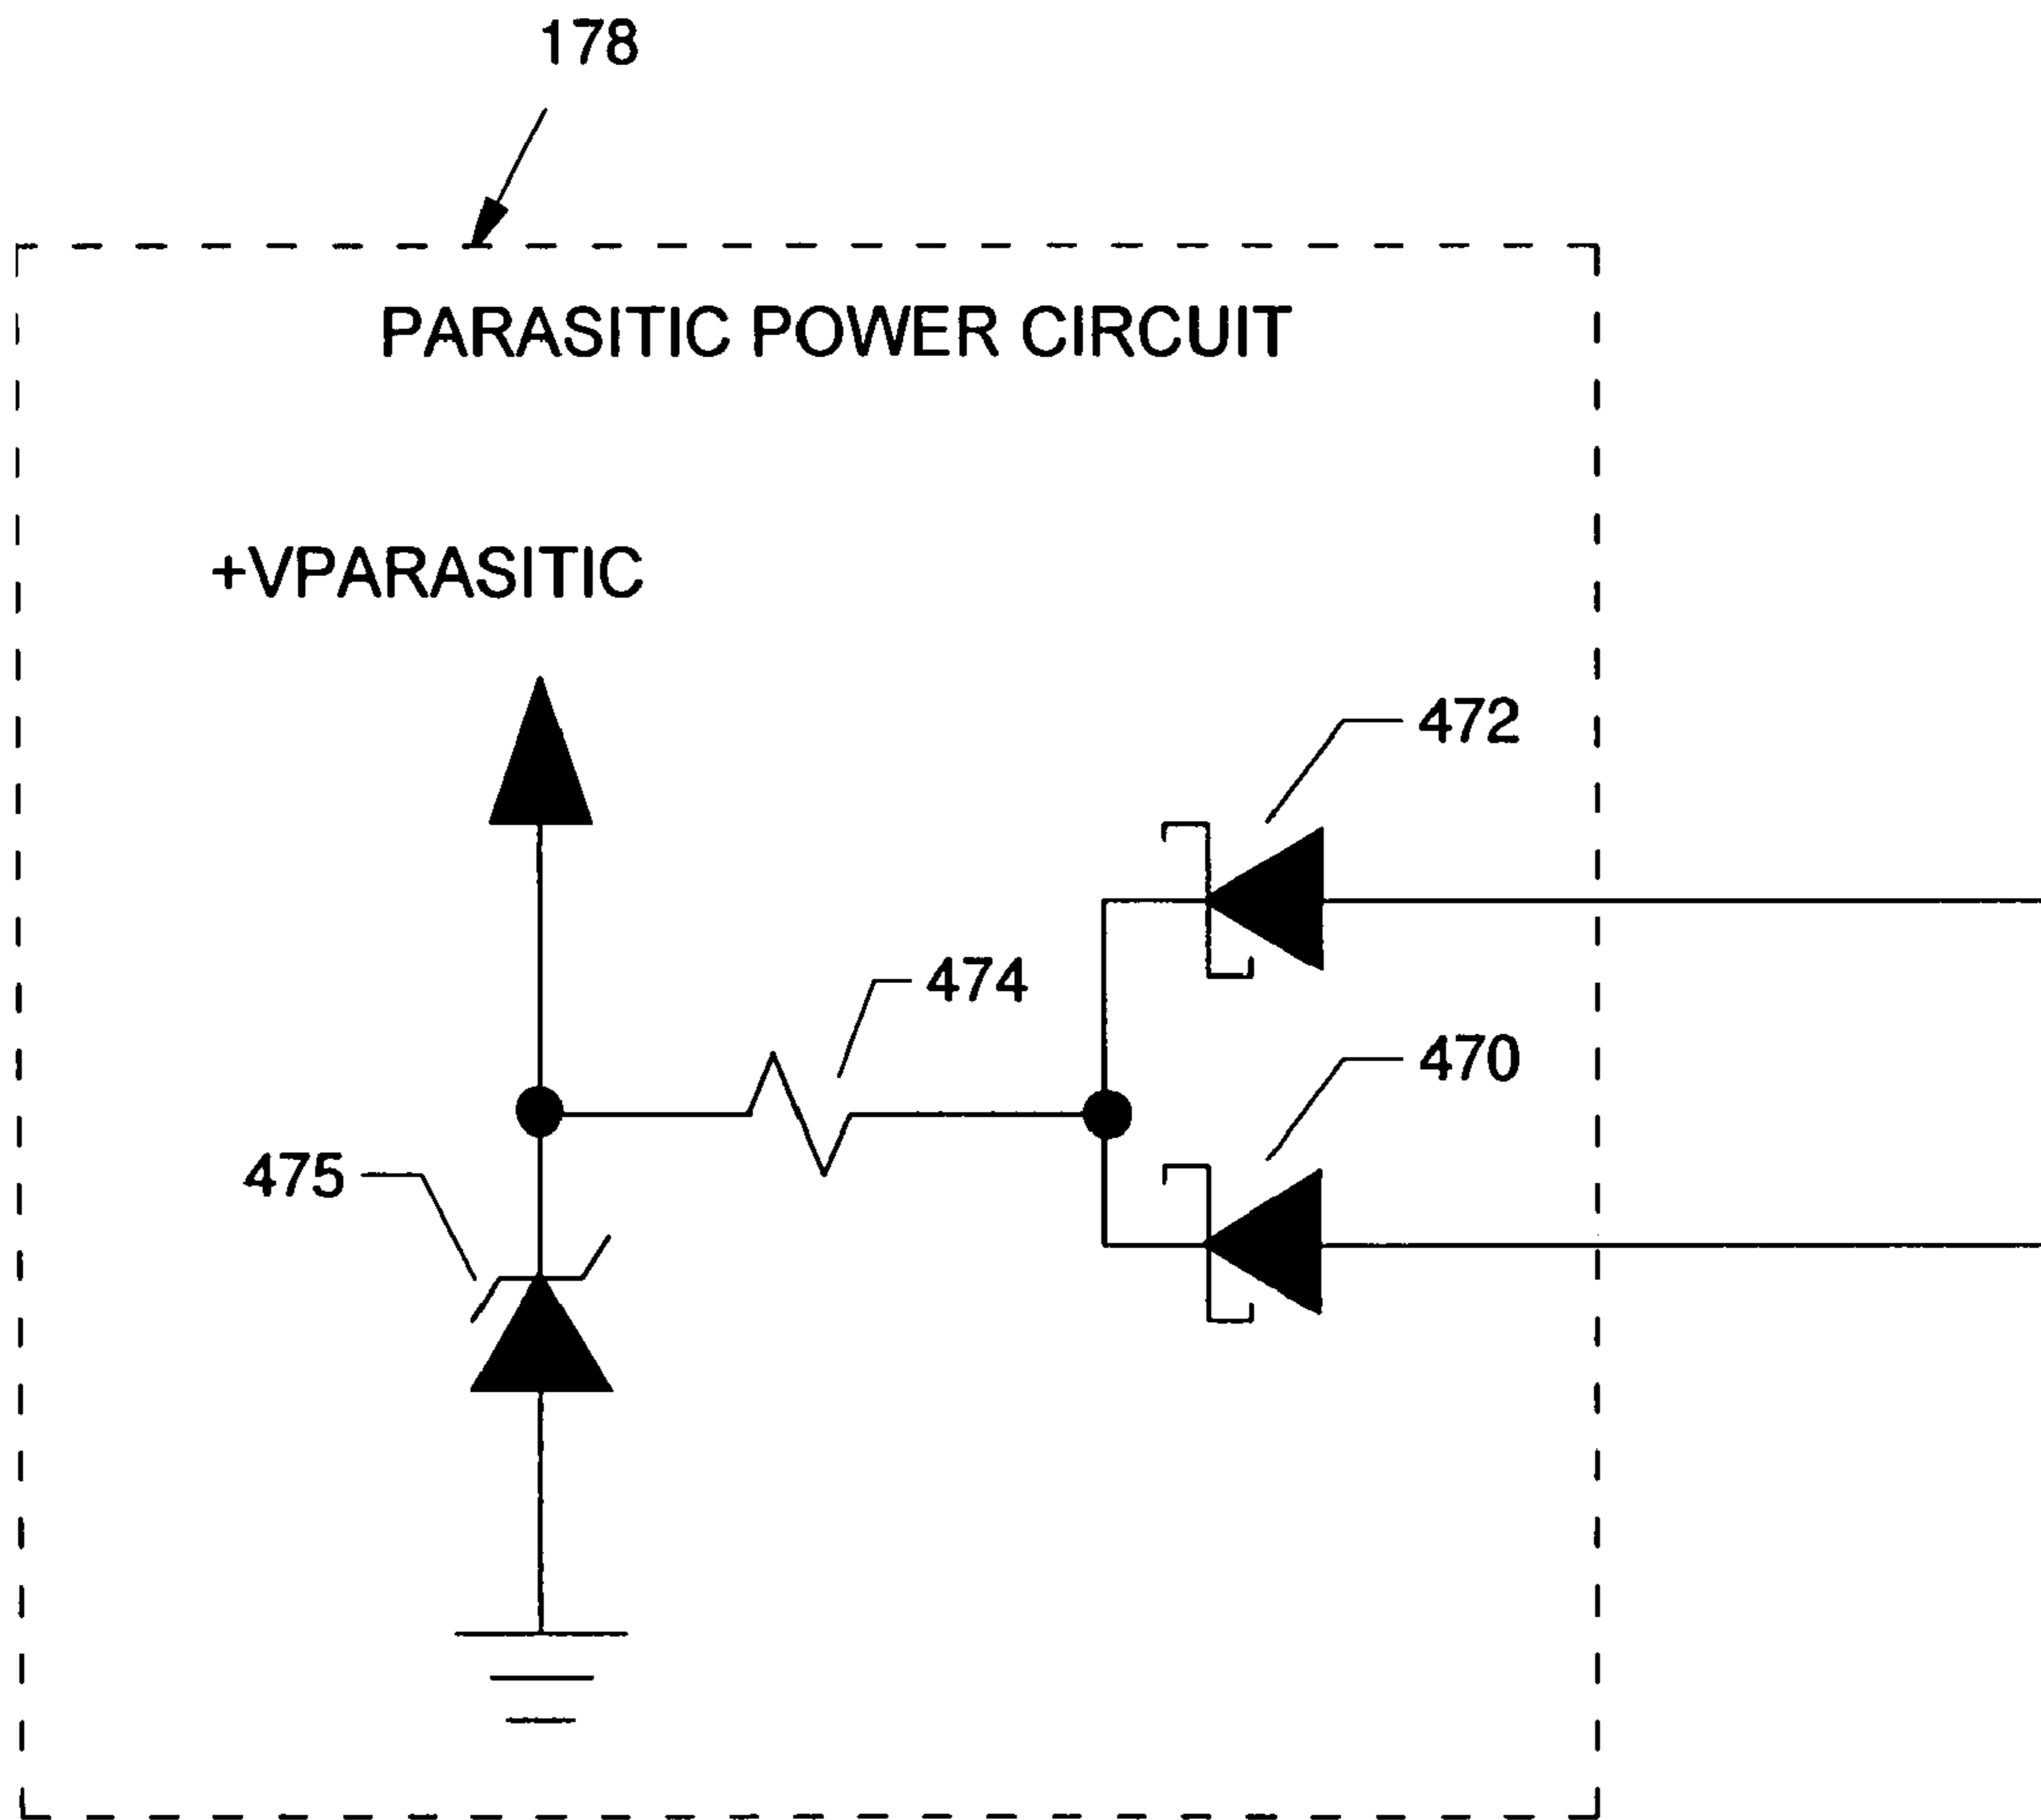 178
PARASITIC POWER CIRCUIT
+VPARASITIC
472
474
470
475